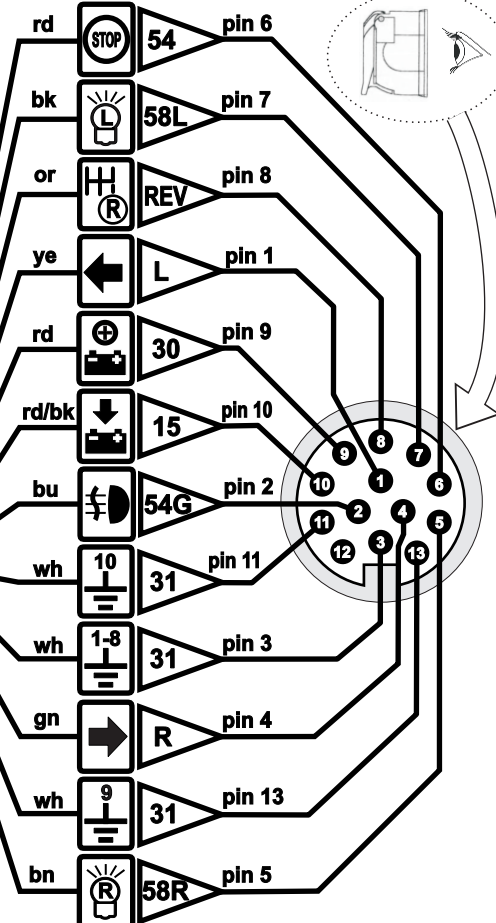 rd STOP 54 pin 6
bk L 58L pin 7
or R REV pin 8
ye L pin 1
rd 30 pin 9
rd/bk 15 pin 10
bu 54G pin 2
wh 10 31 pin 11
wh 1-8 31 pin 3
gn R pin 4
wh 9 31 pin 13
bn R 58R pin 5
9 8 7
10 1 6
11 2 4 5
12 3 13